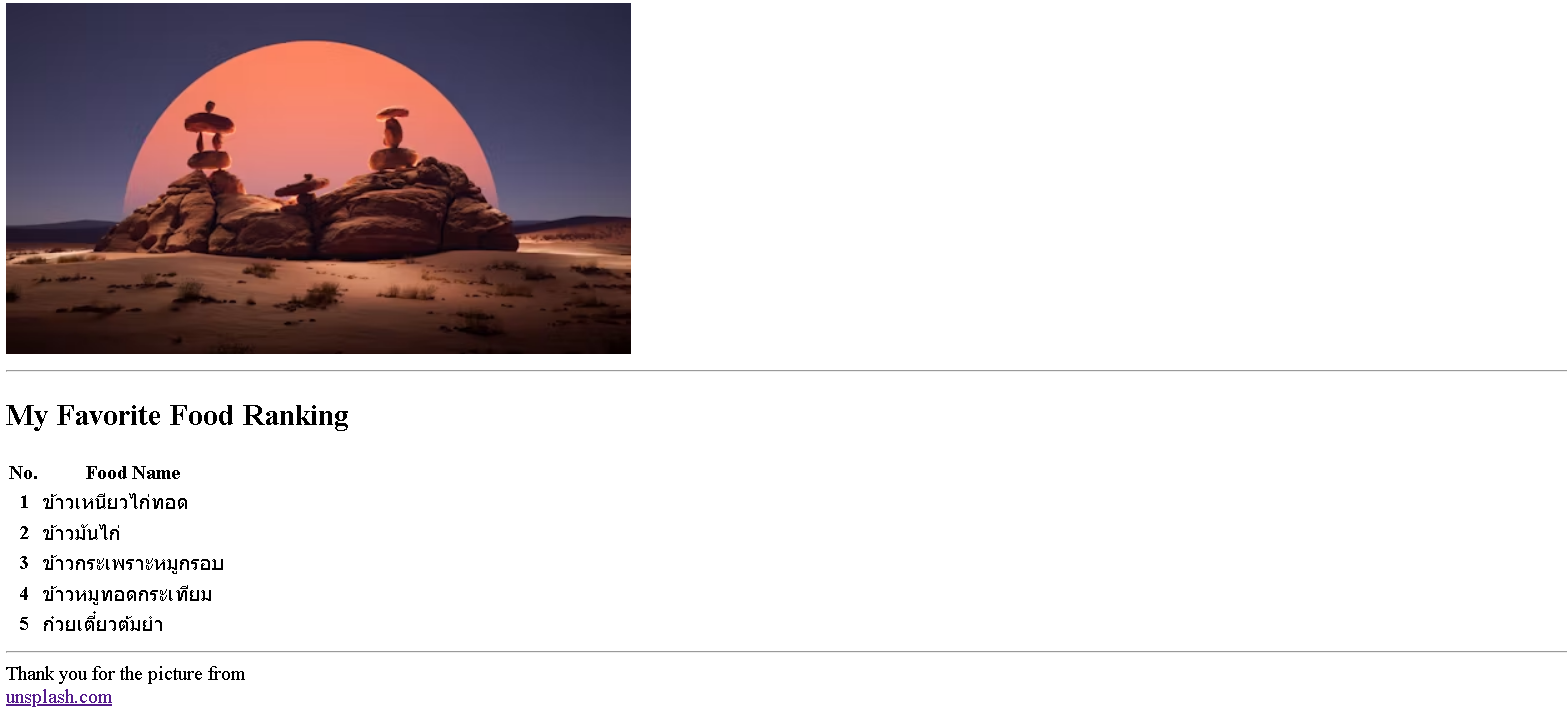 My Favorite Food Ranking
No. Food Name
1 ข้าวเหนียวไก่ทอด
2 ข้าวมันไก่
3 ข้าวกระเพราะหมูกรอบ
4 ข้าวหมูทอดกระเทียม
5 ก๋วยเตี๋ยวต้มยำ
Thank you for the picture from
unsplash.com